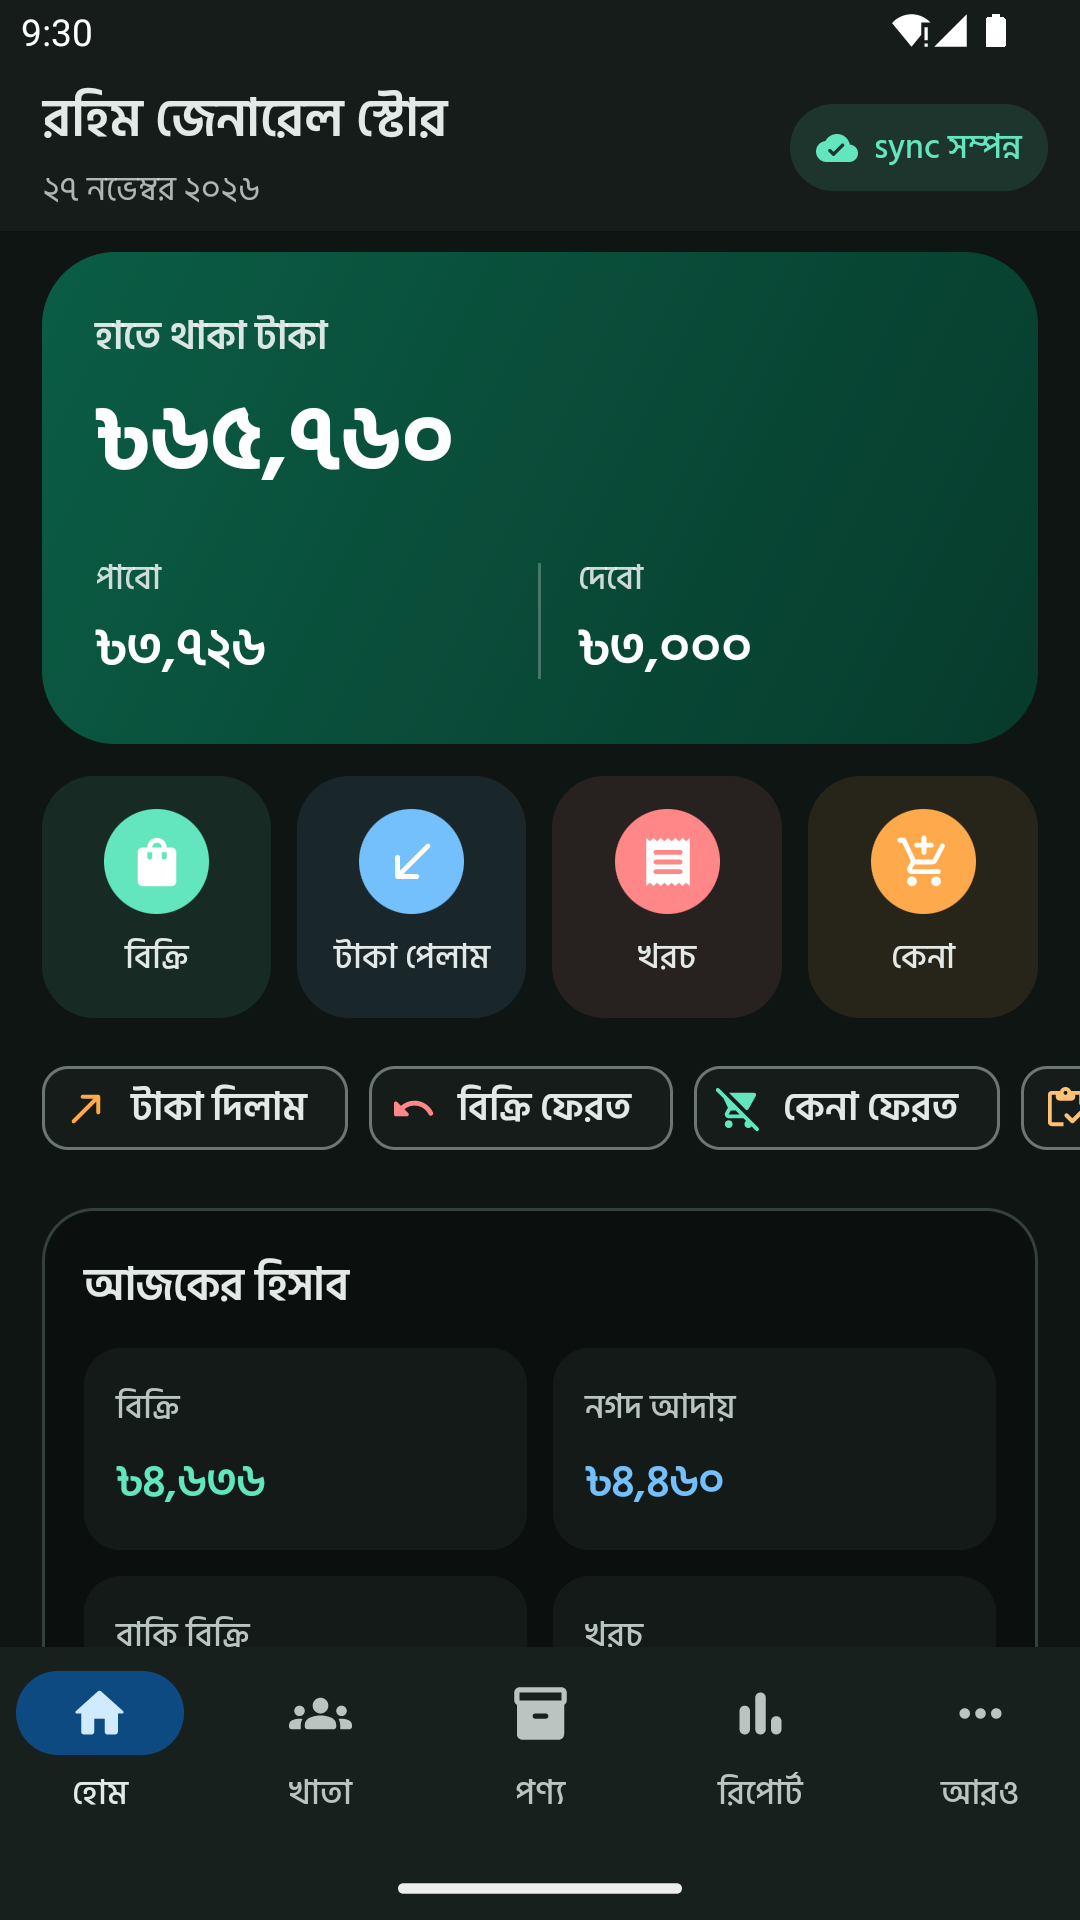 9:30
রহিম জেনারেল স্টোর
২৭ নভেম্বর ২০২৬
sync সম্পন্ন
হাতে থাকা টাকা
৳৬৫,৭৬০
পাবো
দেবো
৳৩,৭২৬
৳৩,০০০
বিক্রি
টাকা পেলাম
খরচ
কেনা
টাকা দিলাম
বিক্রি ফেরত
কেনা ফেরত
আজকের হিসাব
বিক্রি
নগদ আদায়
৳৪,৬৩৬
৳৪,৪৬০
বাকি বিক্রি
খরচ
হোম
খাতা
পণ্য
রিপোর্ট
আরও